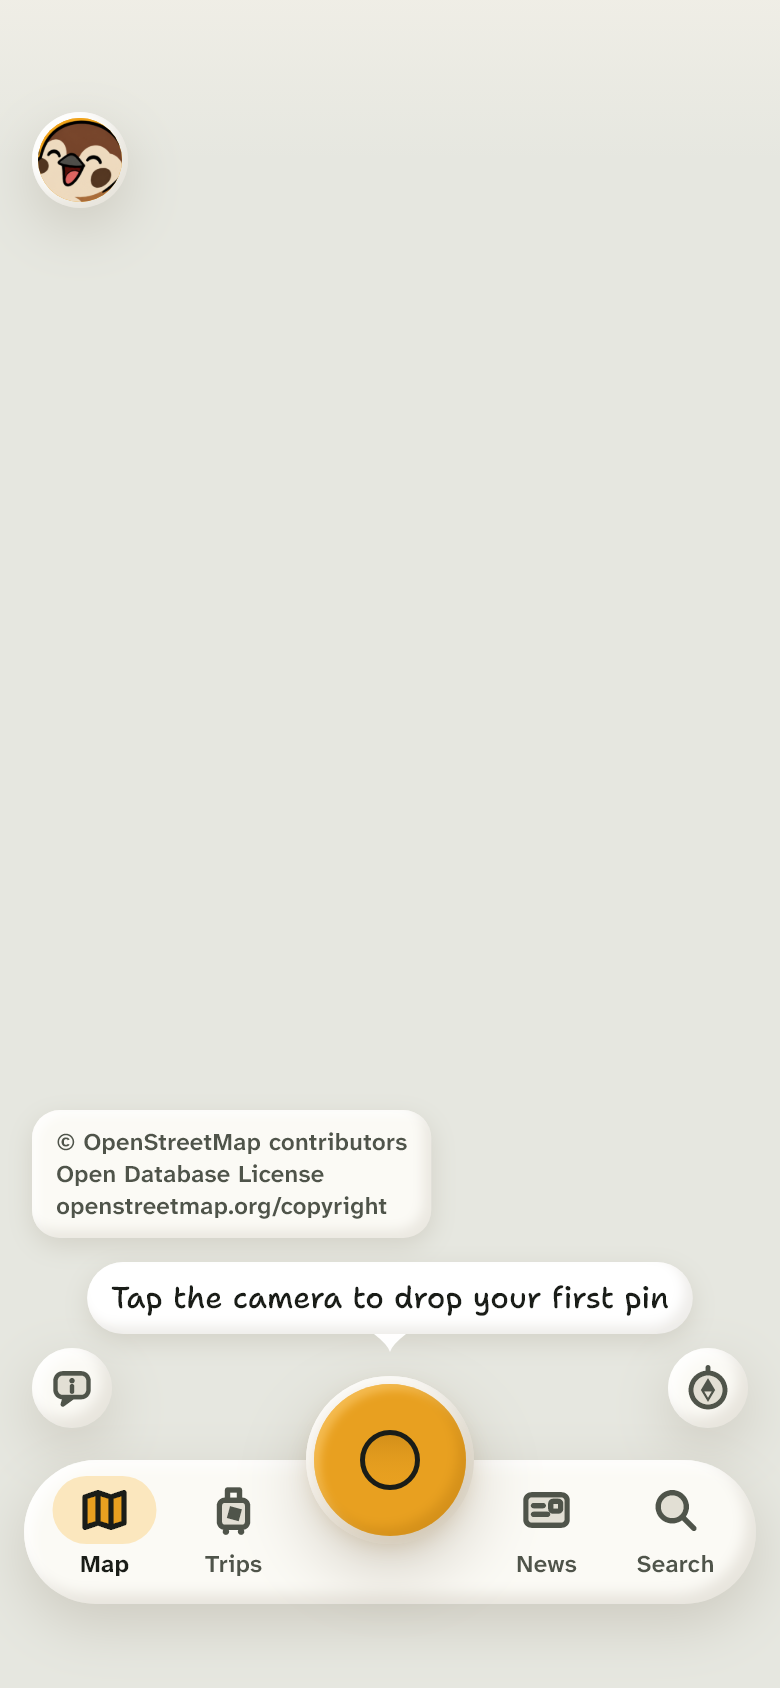 © OpenStreetMap contributors
Open Database License
openstreetmap.org/copyright
Tap the camera to drop your first pin
Map
Trips
News
Search